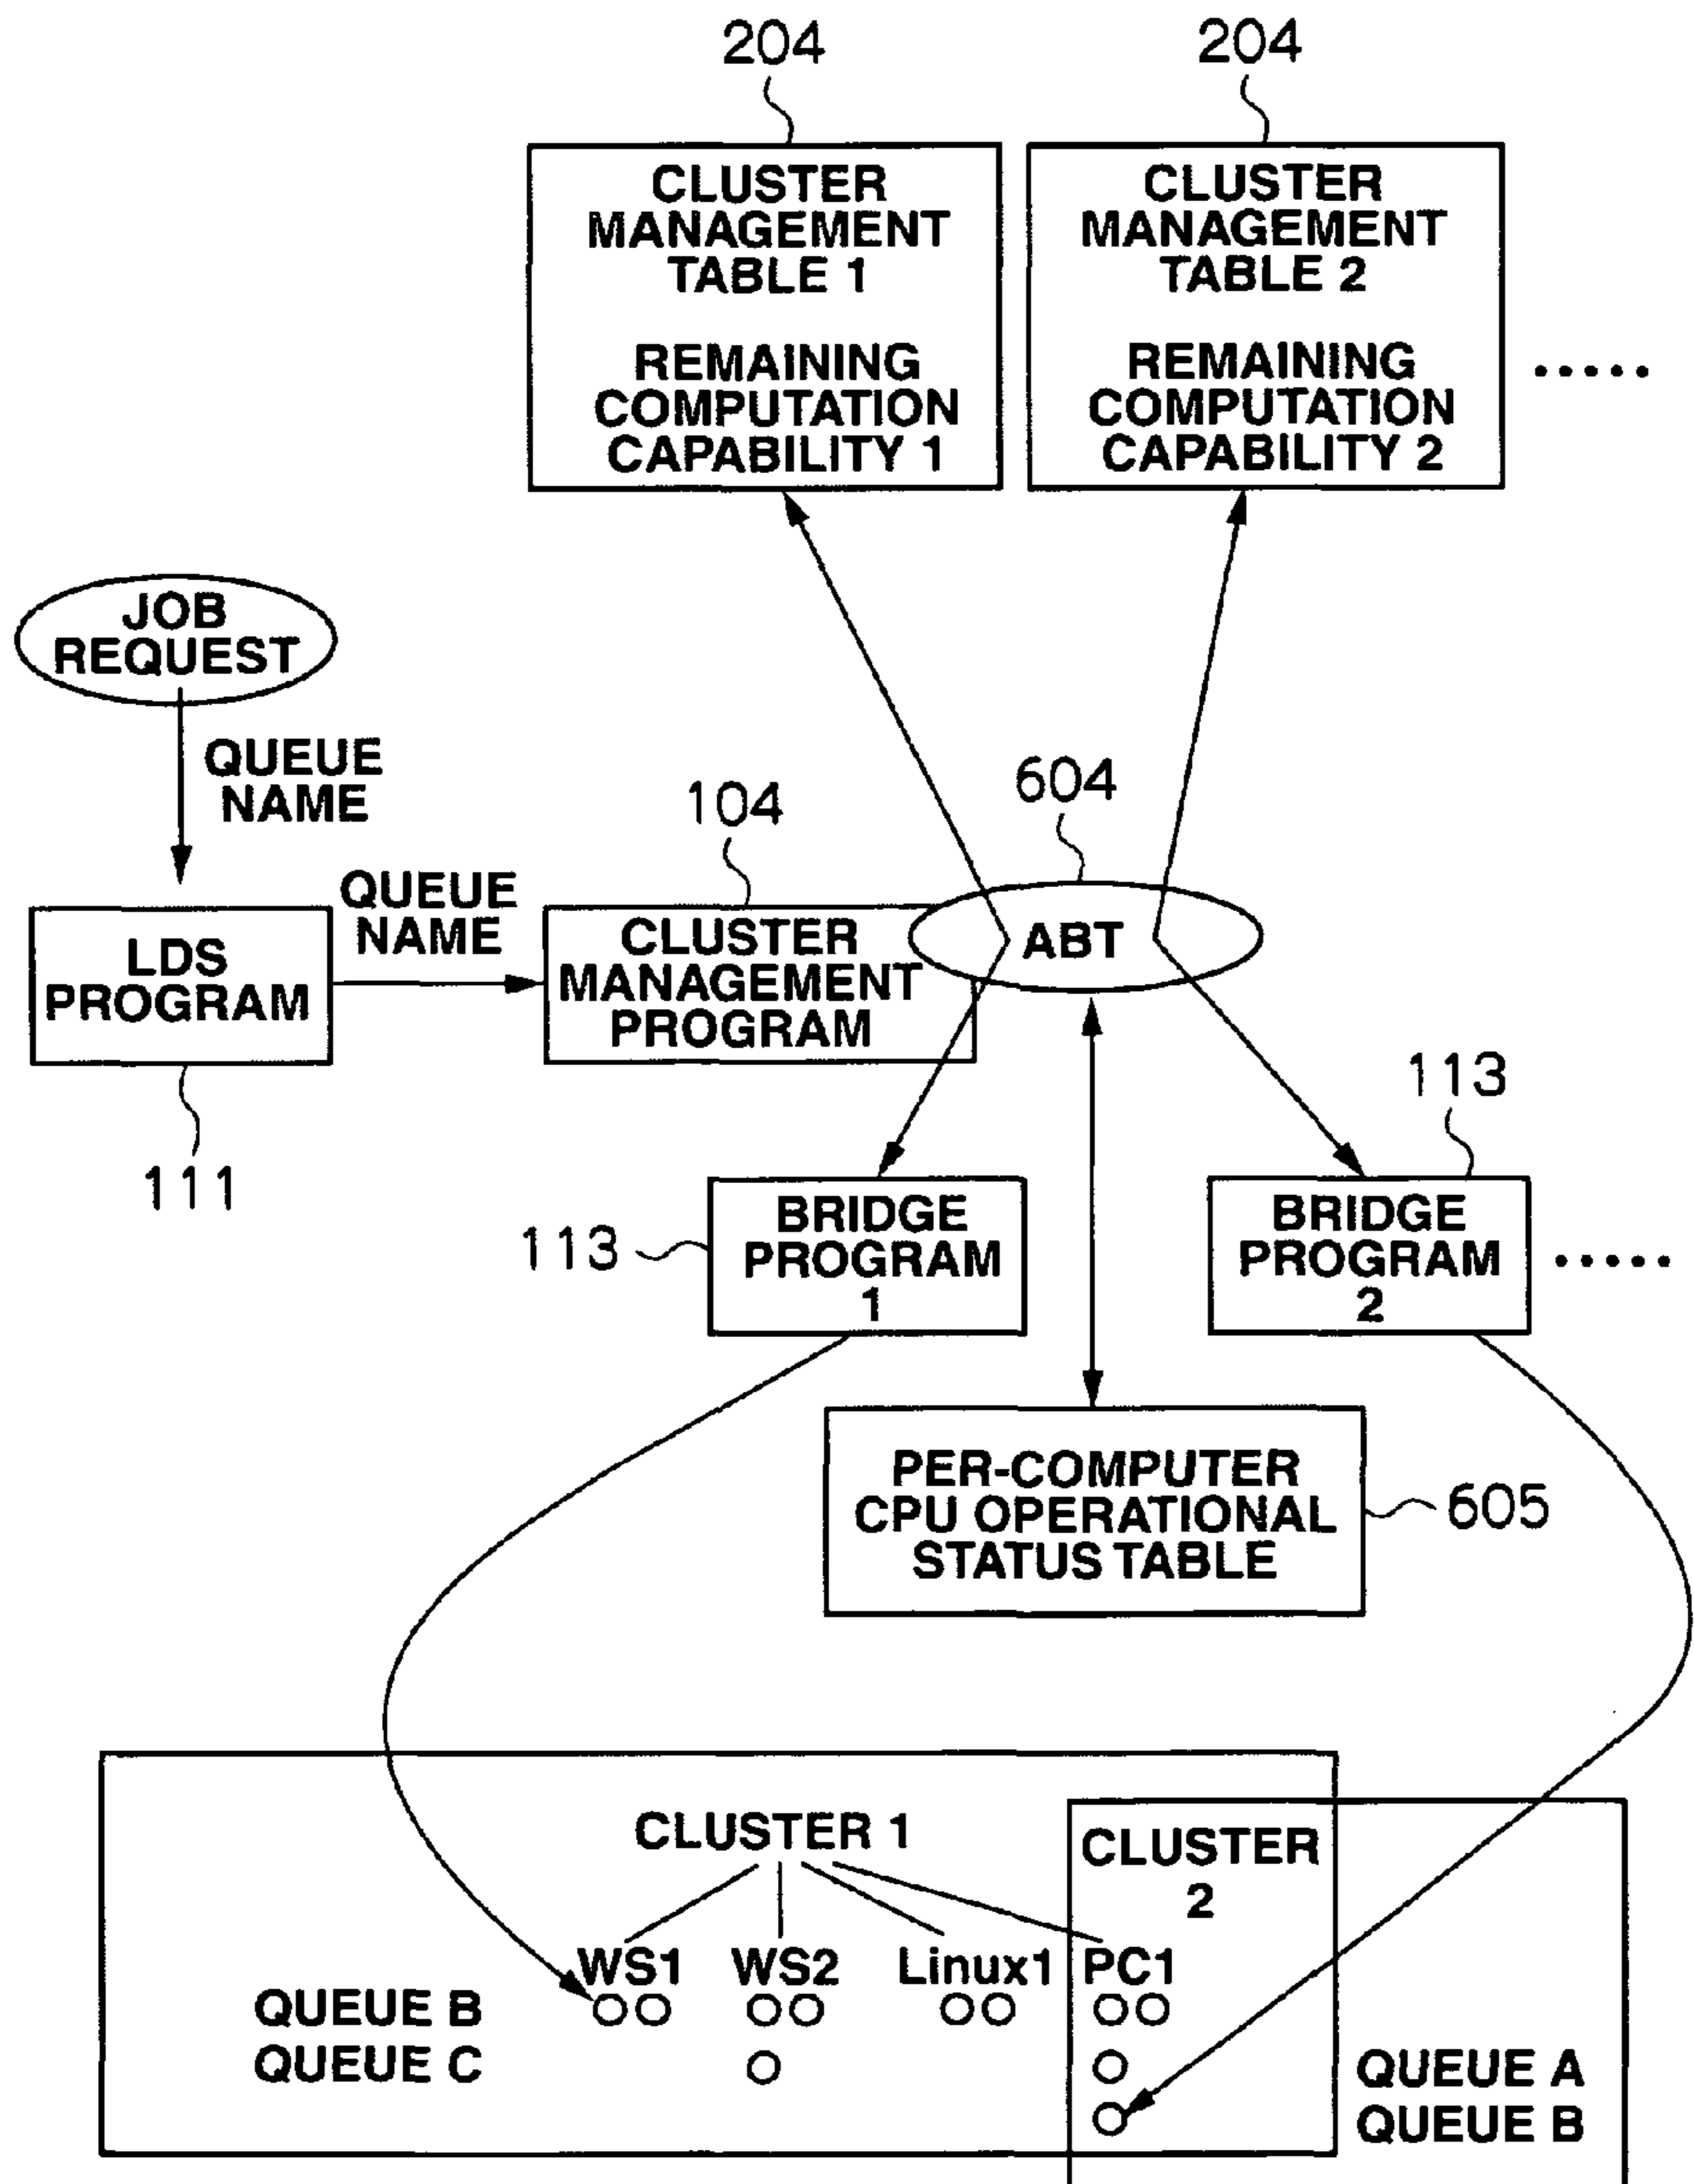 204
204
CLUSTER
MANAGEMENT
TABLE 1
REMAINING
COMPUTATION
CAPABILITY 1
CLUSTER
MANAGEMENT
TABLE 2
REMAINING
COMPUTATION
CAPABILITY 2
.....
JOB
REQUEST
QUEUE
NAME
LDS
PROGRAM
111
QUEUE
NAME
104
CLUSTER
MANAGEMENT
PROGRAM
604
ABT
113
BRIDGE
PROGRAM
1
113
BRIDGE
PROGRAM
2
.....
PER-COMPUTER
CPU OPERATIONAL
STATUS TABLE
605
CLUSTER 1
CLUSTER
2
WS1 WS2 Linux1 PC1
QUEUE B
QUEUE C
QUEUE A
QUEUE B